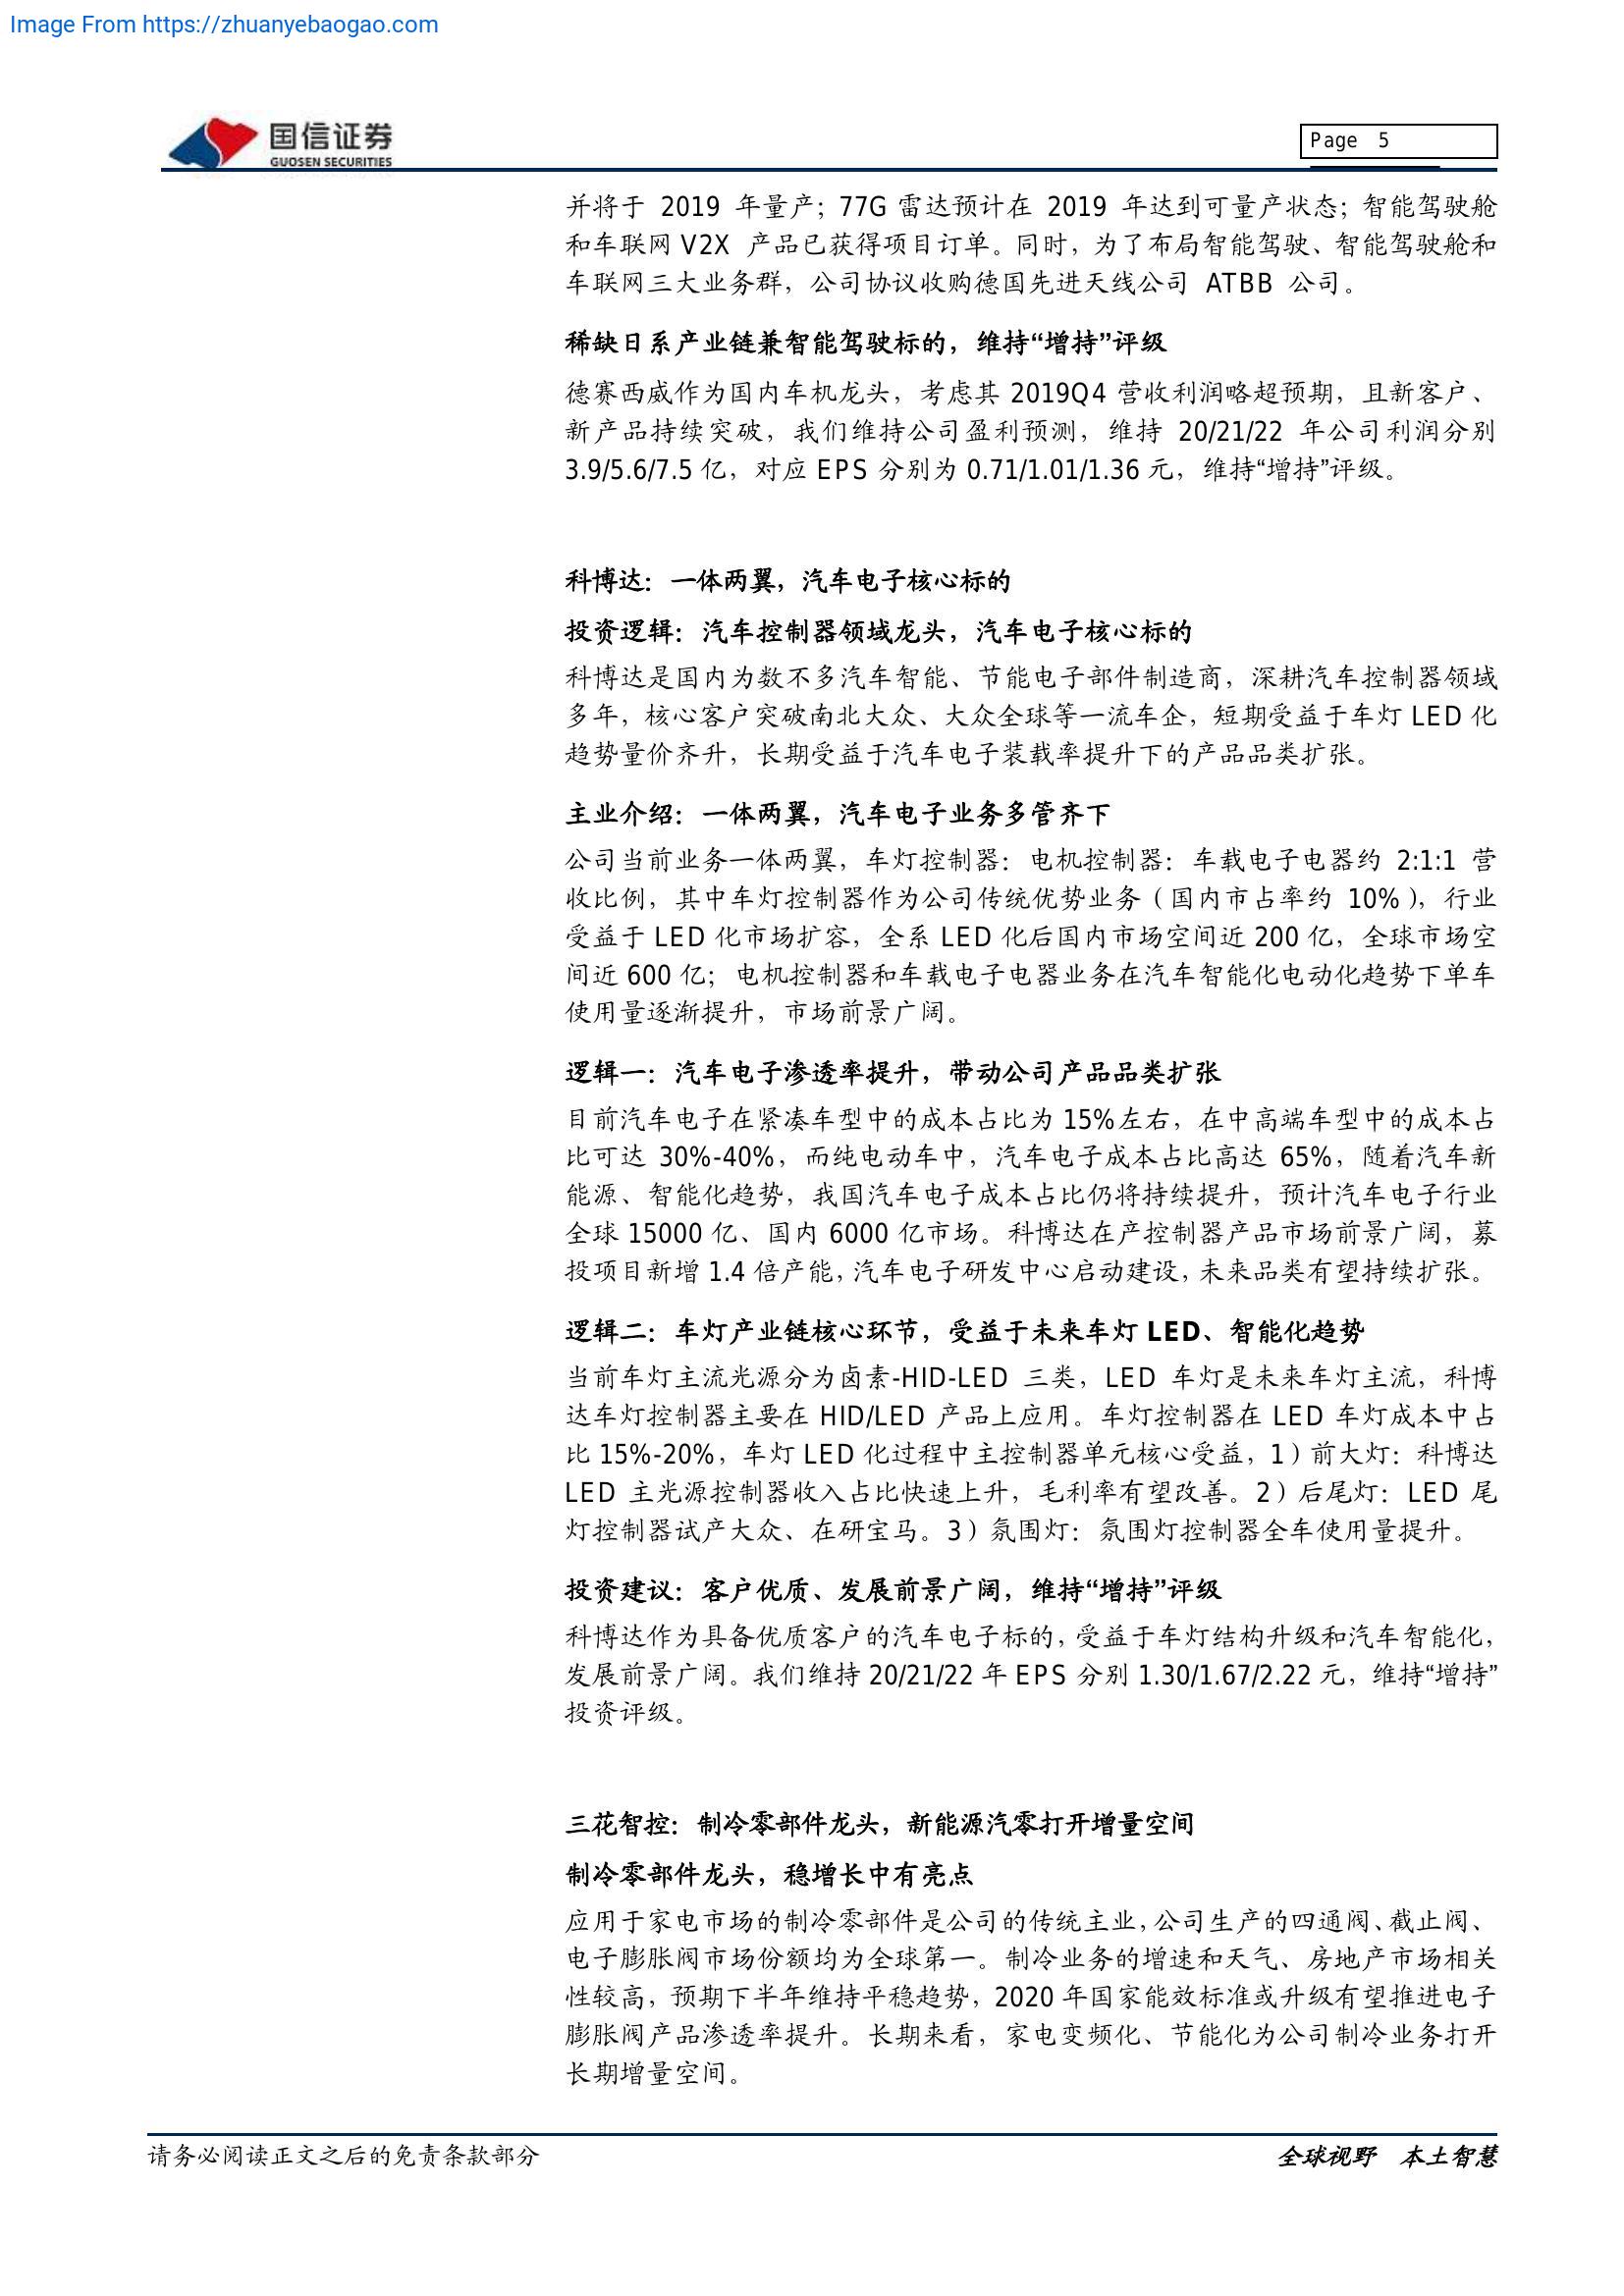 Image From https://zhuanyebaogao.com
国信证券
GUOSEN SECURITIES
Page 5
并将于 2019 年量产；77G 雷达预计在 2019 年达到可量产状态；智能驾驶舱
和车联网 V2X 产品已获得项目订单。同时，为了布局智能驾驶、智能驾驶舱和
车联网三大业务群，公司协议收购德国先进天线公司 ATBB 公司。
稀缺日系产业链兼智能驾驶标的，维持“增持”评级
德赛西威作为国内车机龙头，考虑其 2019Q4 营收利润略超预期，且新客户、
新产品持续突破，我们维持公司盈利预测，维持 20/21/22 年公司利润分别
3.9/5.6/7.5 亿，对应 EPS 分别为 0.71/1.01/1.36 元，维持“增持”评级。
科博达：一体两翼，汽车电子核心标的
投资逻辑：汽车控制器领域龙头，汽车电子核心标的
科博达是国内为数不多汽车智能、节能电子部件制造商，深耕汽车控制器领域
多年，核心客户突破南北大众、大众全球等一流车企，短期受益于车灯 LED 化
趋势量价齐升，长期受益于汽车电子装载率提升下的产品品类扩张。
主业介绍：一体两翼，汽车电子业务多管齐下
公司当前业务一体两翼，车灯控制器：电机控制器：车载电子电器约 2:1:1 营
收比例，其中车灯控制器作为公司传统优势业务（国内市占率约 10%），行业
受益于 LED 化市场扩容，全系 LED 化后国内市场空间近 200 亿，全球市场空
间近 600 亿；电机控制器和车载电子电器业务在汽车智能化电动化趋势下单车
使用量逐渐提升，市场前景广阔。
逻辑一：汽车电子渗透率提升，带动公司产品品类扩张
目前汽车电子在紧凑车型中的成本占比为 15%左右，在中高端车型中的成本占
比可达 30%-40%，而纯电动车中，汽车电子成本占比高达 65%，随着汽车新
能源、智能化趋势，我国汽车电子成本占比仍将持续提升，预计汽车电子行业
全球 15000 亿、国内 6000 亿市场。科博达在产控制器产品市场前景广阔，募
投项目新增 1.4 倍产能，汽车电子研发中心启动建设，未来品类有望持续扩张。
逻辑二：车灯产业链核心环节，受益于未来车灯 LED、智能化趋势
当前车灯主流光源分为卤素-HID-LED 三类，LED 车灯是未来车灯主流，科博
达车灯控制器主要在 HID/LED 产品上应用。车灯控制器在 LED 车灯成本中占
比 15%-20%，车灯 LED 化过程中主控制器单元核心受益，1）前大灯：科博达
LED 主光源控制器收入占比快速上升，毛利率有望改善。2）后尾灯：LED 尾
灯控制器试产大众、在研宝马。3）氛围灯：氛围灯控制器全车使用量提升。
投资建议：客户优质、发展前景广阔，维持“增持”评级
科博达作为具备优质客户的汽车电子标的，受益于车灯结构升级和汽车智能化，
发展前景广阔。我们维持 20/21/22 年 EPS 分别 1.30/1.67/2.22 元，维持“增持”
投资评级。
三花智控：制冷零部件龙头，新能源汽零打开增量空间
制冷零部件龙头，稳增长中有亮点
应用于家电市场的制冷零部件是公司的传统主业，公司生产的四通阀、截止阀、
电子膨胀阀市场份额均为全球第一。制冷业务的增速和天气、房地产市场相关
性较高，预期下半年维持平稳趋势，2020 年国家能效标准或升级有望推进电子
膨胀阀产品渗透率提升。长期来看，家电变频化、节能化为公司制冷业务打开
长期增量空间。
请务必阅读正文之后的免责条款部分
全球视野 本土智慧